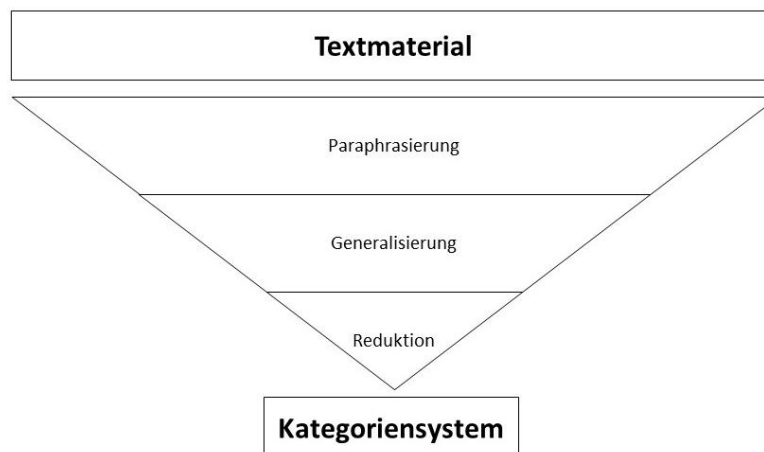 Textmaterial
Paraphrasierung
Generalisierung
Reduktion
Kategoriensystem